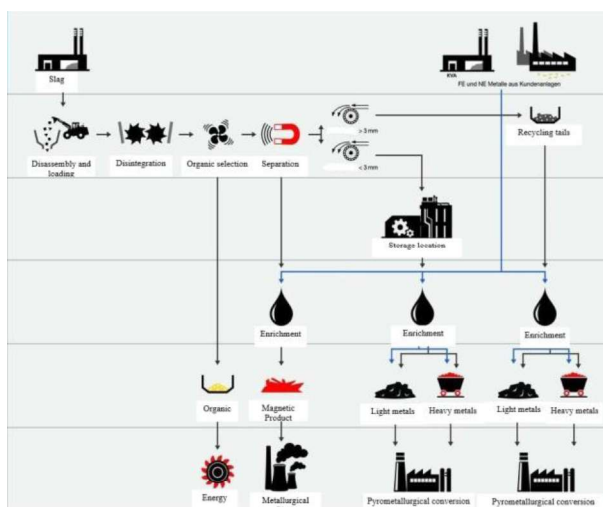 Slag
KVA
FE und NE Metalle aus Kundenanlagen
> 3 mm
Recycling tails
Disassembly and
loading
Disintegration
Organic selection
Separation
< 3 mm
Storage location
Enrichment
Enrichment
Enrichment
Organic
Magnetic
Product
Light metals
Heavy metals
Light metals
Heavy metals
Energy
Metallurgical
Pyrometallurgical conversion
Pyrometallurgical conversion